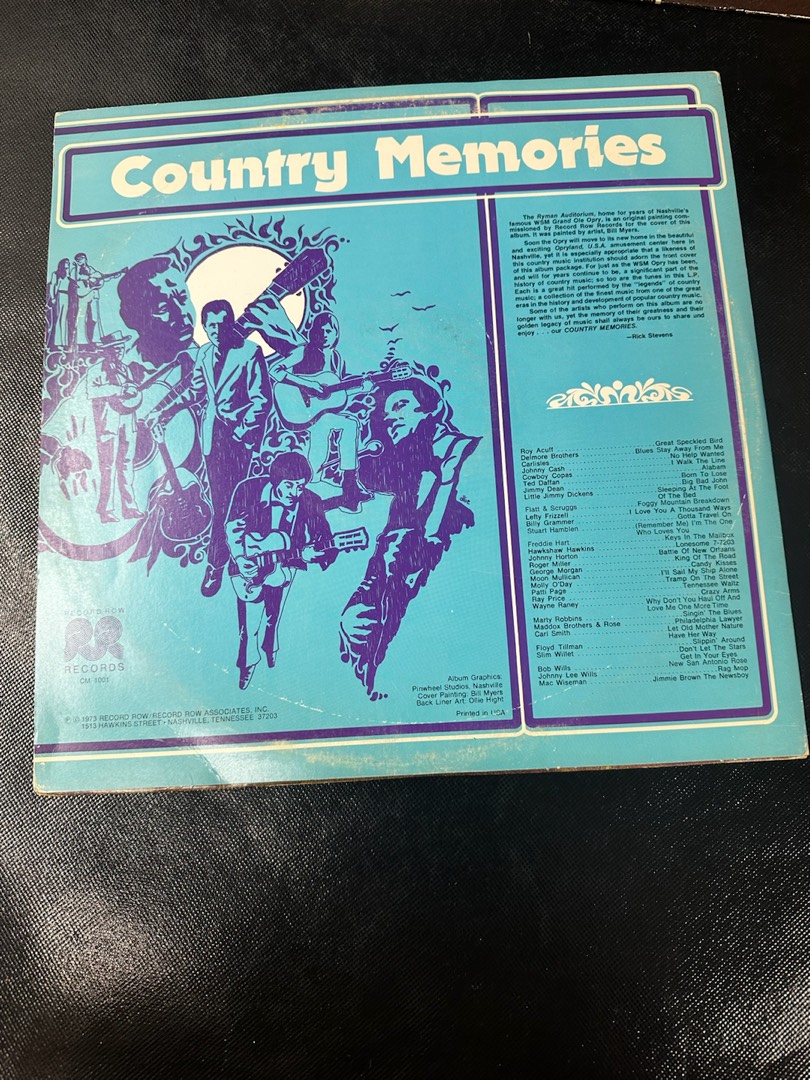 Country Memories
The Ryman Auditorium, home for years of Nashville's
famous WSM Grand Ole Opry, is an original painting com-
missioned by Record Row Records for the cover of this
album. It was painted by artist, Bill Myers.
Soon the Opry will move to its new home in the beautiful
and exciting Opryland, U.S.A. amusement center here in
Nashville, yet it is especially appropriate that a likeness of
this country music institution should adorn the front cover
of this album package. For just as the WSM Opry has been,
and will for years continue to be, a significant part of the
history of country music; so too are the tunes in this L.P.
Each is a great hit performed by the "legends" of country
music; a collection of the finest music from one of the great
eras in the history and development of popular country music.
Some of the artists who perform on this album are no
longer with us, yet the memory of their greatness and their
golden legacy of music shall always be ours to share and
enjoy . . . our COUNTRY MEMORIES.
—Rick Stevens
Roy Acuff Great Speckled Bird
Delmore Brothers Blues Stay Away From Me
Carlisles No Help Wanted
Johnny Cash I Walk The Line
Cowboy Copas Alabam
Ted Daffan Born To Lose
Jimmy Dean Big Bad John
Little Jimmy Dickens Sleeping At The Foot
Of The Bed
Flatt & Scruggs Foggy Mountain Breakdown
Lefty Frizzell I Love You A Thousand Ways
Billy Grammer Gotta Travel On
Stuart Hamblen (Remember Me) I'm The One
Who Loves You
Freddie Hart Keys In The Mailbox
Hawkshaw Hawkins Lonesome 7-7203
Johnny Horton Battle Of New Orleans
Roger Miller King Of The Road
George Morgan Candy Kisses
Moon Mullican I'll Sail My Ship Alone
Molly O'Day Tramp On The Street
Patti Page Tennessee Waltz
Ray Price Crazy Arms
Wayne Raney Why Don't You Haul Off And
Love Me One More Time
Marty Robbins Singin' The Blues
Maddox Brothers & Rose Philadelphia Lawyer
Carl Smith Let Old Mother Nature
Have Her Way
Floyd Tillman Slippin' Around
Slim Willet Don't Let The Stars
Get In Your Eyes
Bob Wills New San Antonio Rose
Johnny Lee Wills Rag Mop
Mac Wiseman Jimmie Brown The Newsboy
RECORD ROW
RR
RECORDS
CM 5005
Album Graphics:
Pinwheel Studios, Nashville
Cover Painting: Bill Myers
Back Liner Art: Ollie Hight
Printed in USA
℗ © 1973 RECORD ROW/RECORD ROW ASSOCIATES, INC.
1513 HAWKINS STREET • NASHVILLE, TENNESSEE 37203